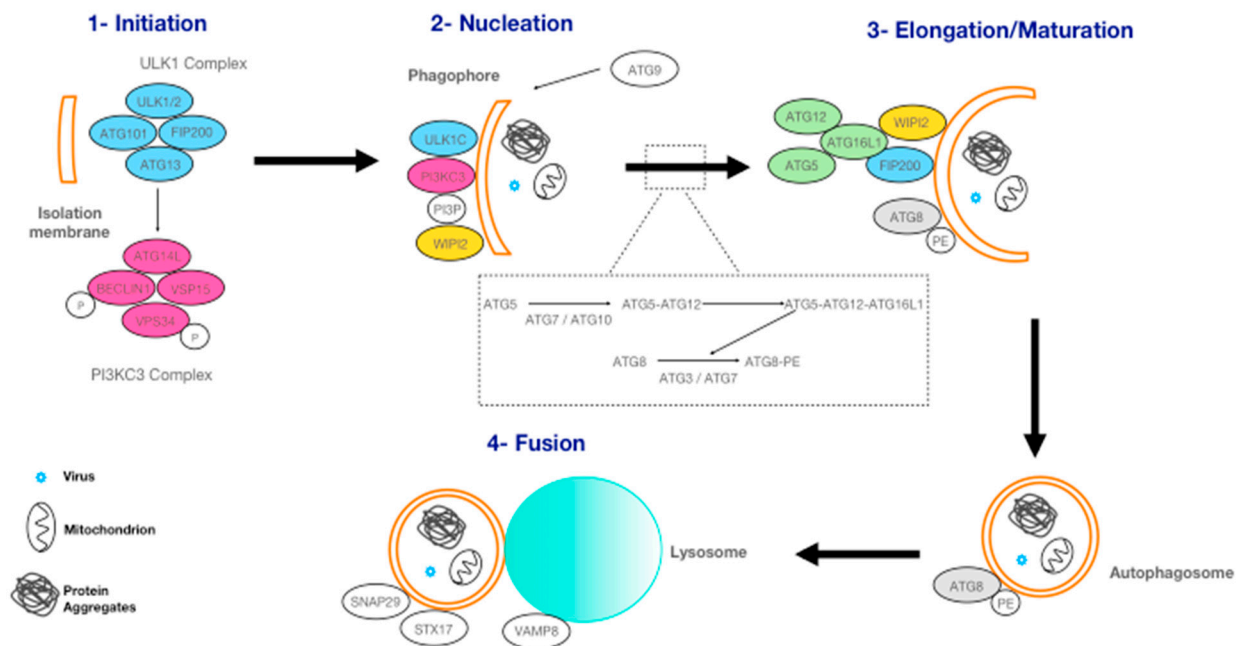 1- Initiation
ULK1 Complex
ULK1/2
ATG101
FIP200
ATG13
Isolation
membrane
ATG14L
BECLIN1
VSP15
P
VPS34
P
PI3KC3 Complex
2- Nucleation
Phagophore
ATG9
ULK1C
PI3KC3
PI3P
WIPI2
3- Elongation/Maturation
ATG12
WIPI2
ATG16L1
ATG5
FIP200
ATG8
PE
ATG5
ATG7 / ATG10
ATG5-ATG12
ATG5-ATG12-ATG16L1
ATG8
ATG3 / ATG7
ATG8-PE
4- Fusion
Lysosome
SNAP29
STX17
VAMP8
Autophagosome
ATG8
PE
Virus
Mitochondrion
Protein
Aggregates